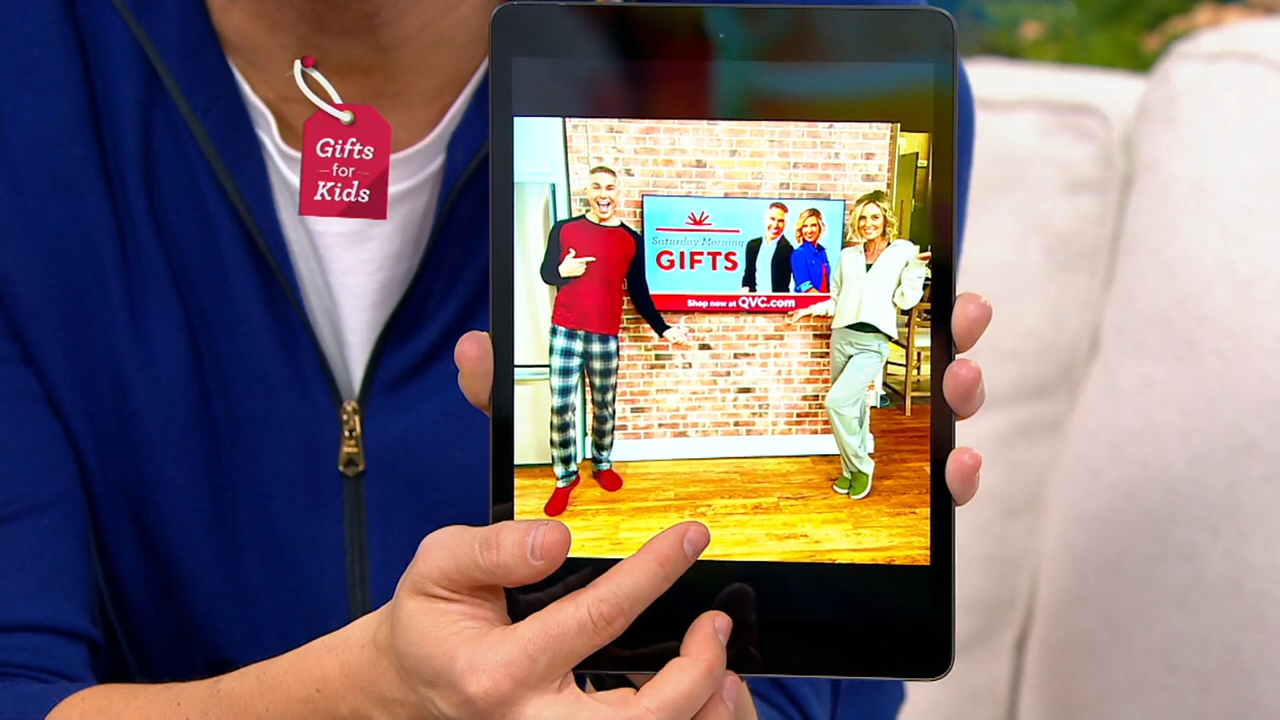 Gifts
for
Kids
Saturday Morning
GIFTS
Shop now at QVC.com